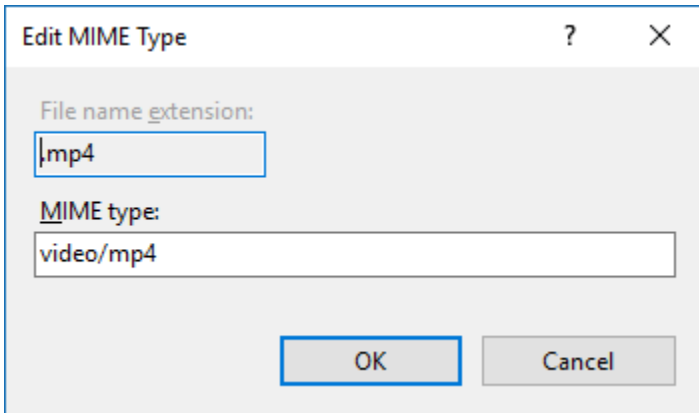 Edit MIME Type
?
File name extension:
.mp4
MIME type:
video/mp4
OK
Cancel